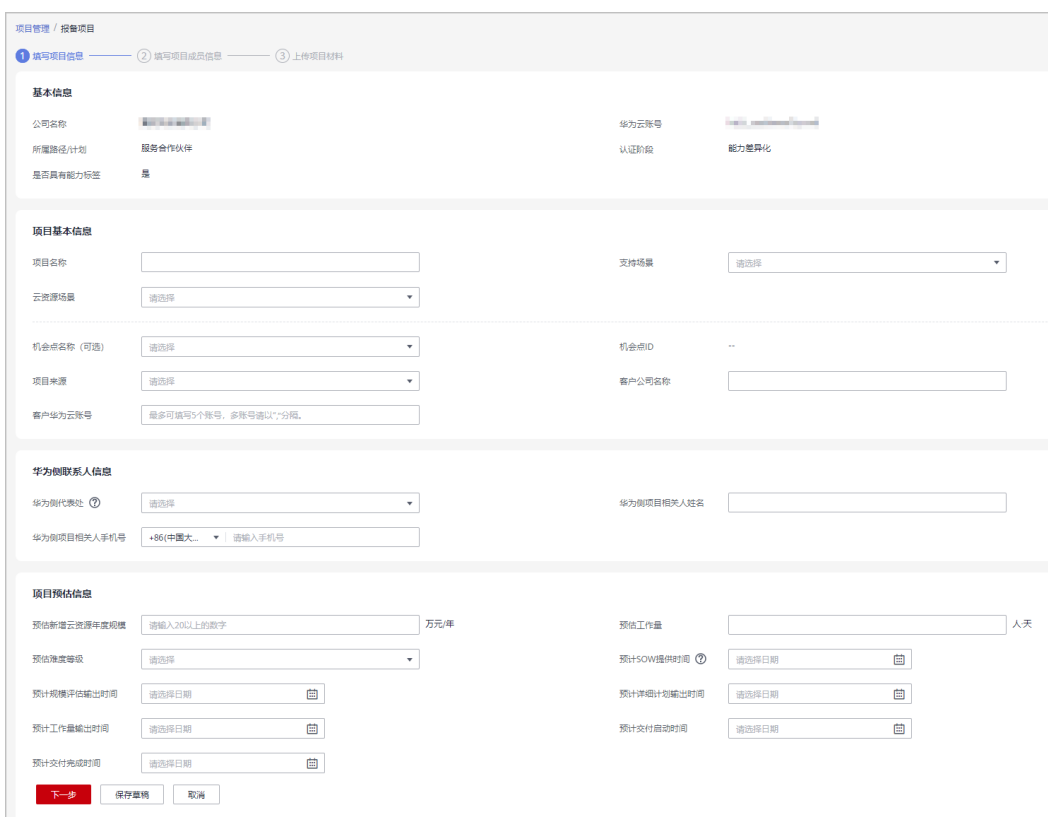 项目管理 / 报备项目
1 填写项目信息 2 填写项目成员信息 3 上传项目材料
基本信息
公司名称 华为云账号
所属路径/计划 服务合作伙伴 认证阶段 能力差异化
是否具有能力标签 是
项目基本信息
项目名称 支持场景 请选择
云资源场景 请选择
机会点名称（可选） 请选择 机会点ID --
项目来源 请选择 客户公司名称
客户华为云账号 最多可填写5个账号，多账号请以";"分隔。
华为侧联系人信息
华为侧代表处 ? 请选择 华为侧项目相关人姓名
华为侧项目相关人手机号 +86(中国大... 请输入手机号
项目预估信息
预估新增云资源年度规模 请输入20以上的数字 万元/年 预估工作量 人天
预估难度等级 请选择 预计SOW提供时间 ? 请选择日期
预计规模评估输出时间 请选择日期 预计详细计划输出时间 请选择日期
预计工作量输出时间 请选择日期 预计交付启动时间 请选择日期
预计交付完成时间 请选择日期
下一步 保存草稿 取消